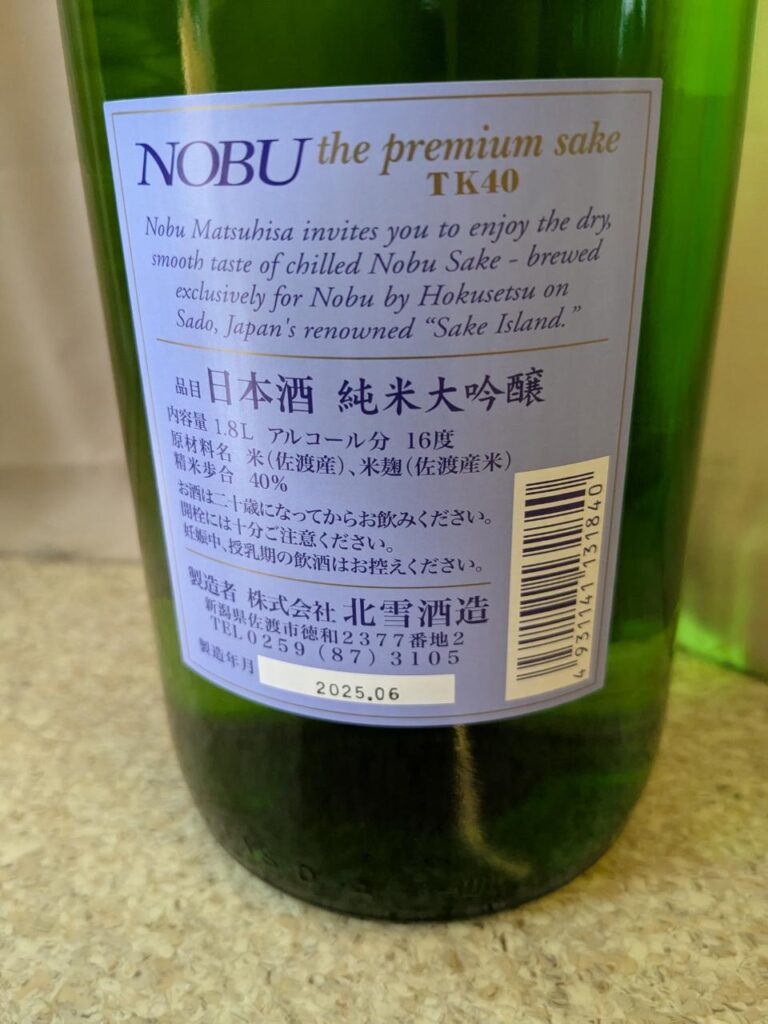 NOBU the premium sake
TK40
Nobu Matsuhisa invites you to enjoy the dry,
smooth taste of chilled Nobu Sake - brewed
exclusively for Nobu by Hokusetsu on
Sado, Japan's renowned “Sake Island.”
品目 日本酒 純米大吟醸
内容量 1.8L アルコール分 16度
原材料名 米(佐渡産)、米麹(佐渡産米)
精米歩合 40%
お酒は二十歳になってからお飲みください。
開栓には十分ご注意ください。
妊娠中、授乳期の飲酒はお控えください。
製造者 株式会社 北雪酒造
新潟県佐渡市徳和2377番地2
TEL0259(87)3105
製造年月 2025.06
4 931141 131840